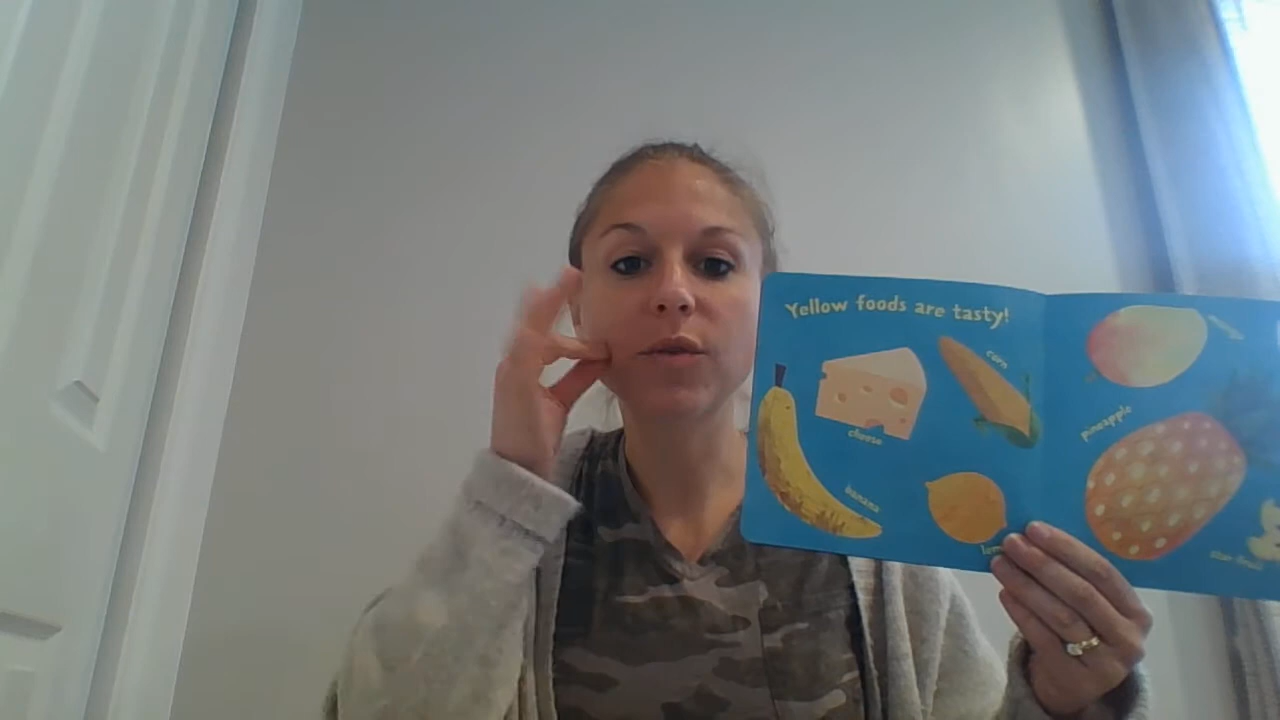 Yellow foods are tasty!
cheese
corn
banana
pineapple
star fruit